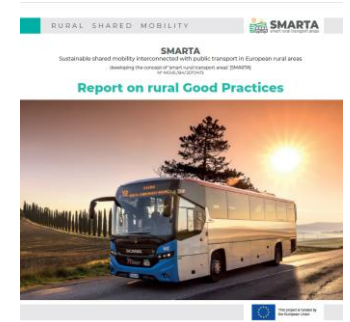 RURAL SHARED MOBILITY
SMARTA
smart rural transport areas
SMARTA
Sustainable shared mobility interconnected with public transport in European rural areas
(developing the concept of 'smart rural transport areas' (SMARTA)
Report on rural Good Practices
SCANIA
This project is funded by
the European Union